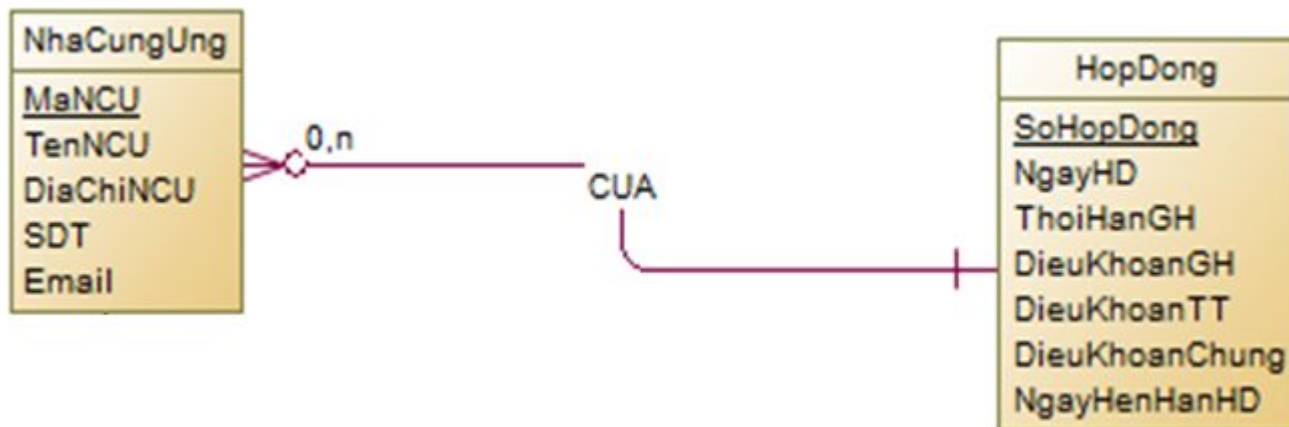 NhaCungUng
MaNCU
TenNCU
DiaChiNCU
SDT
Email
0,n
CUA
HopDong
SoHopDong
NgayHD
ThoiHanGH
DieuKhoanGH
DieuKhoanTT
DieuKhoanChung
NgayHenHanHD